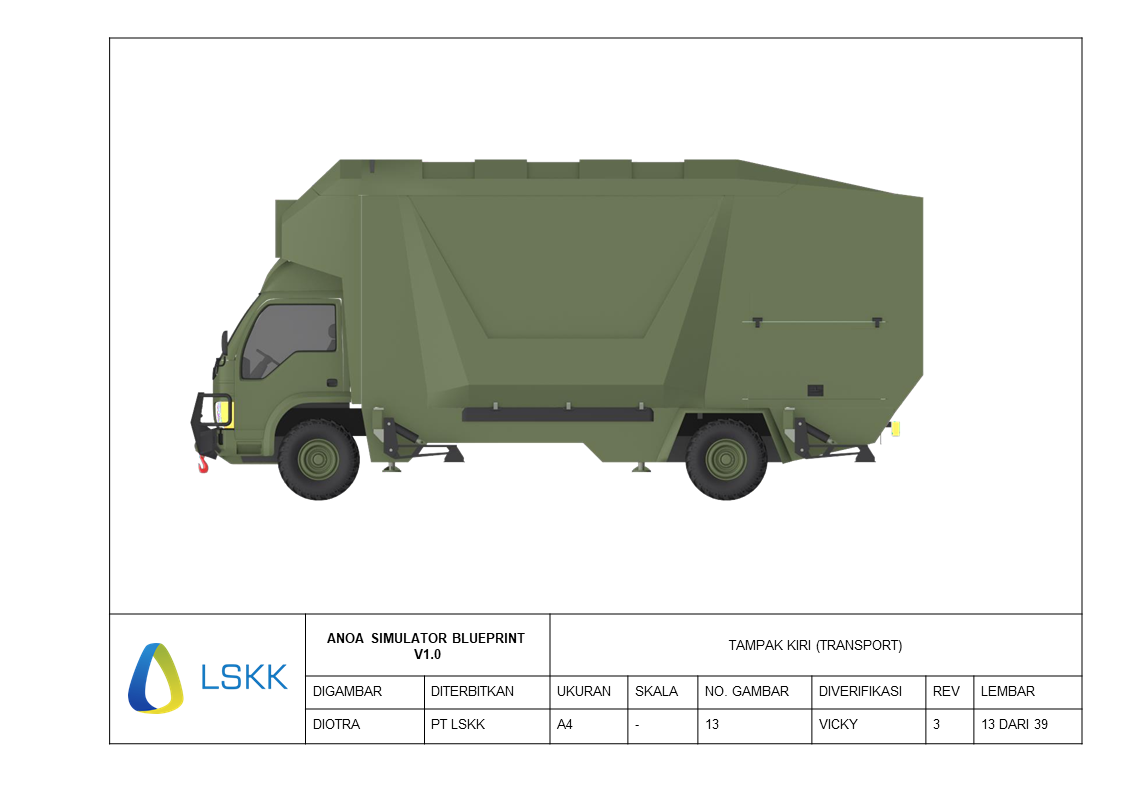 LSKK
ANOA SIMULATOR BLUEPRINT
V1.0
TAMPAK KIRI (TRANSPORT)
DIGAMBAR DITERBITKAN UKURAN SKALA NO. GAMBAR DIVERIFIKASI REV LEMBAR
DIOTRA PT LSKK A4 - 13 VICKY 3 13 DARI 39